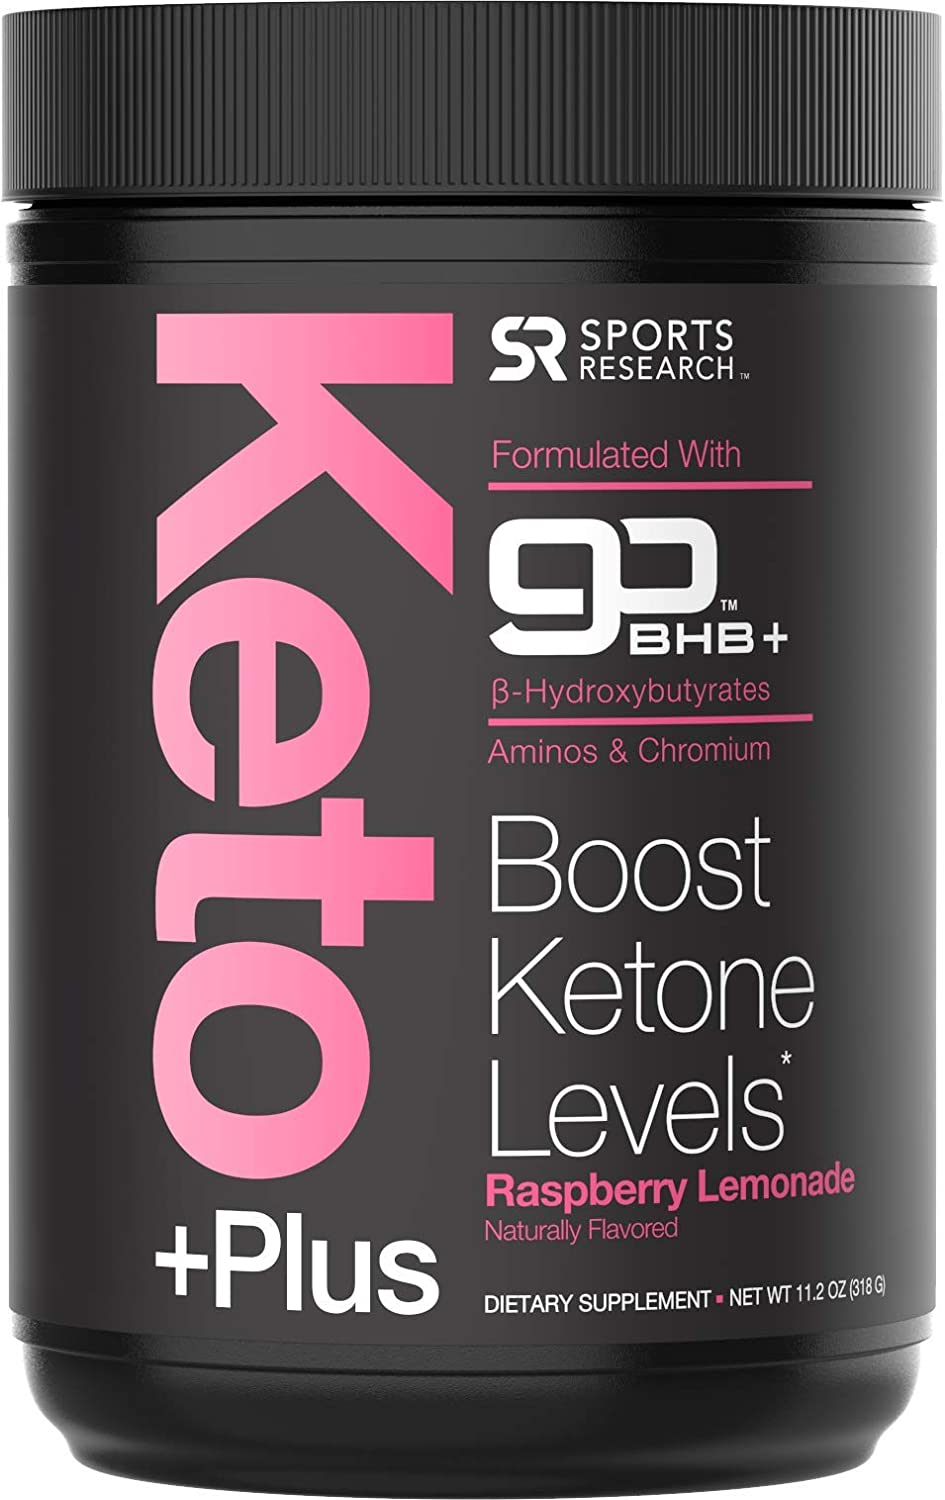 Keto
+Plus
SR SPORTS
RESEARCH™
Formulated With
go™
BHB+
β-Hydroxybutyrates
Aminos & Chromium
Boost
Ketone
Levels*
Raspberry Lemonade
Naturally Flavored
DIETARY SUPPLEMENT ▪ NET WT 11.2 OZ (318 G)